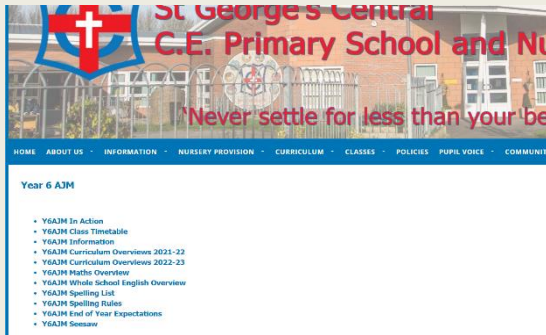 St George's Central
C.E. Primary School and Nu
'Never settle for less than your be
HOME ABOUT US INFORMATION NURSERY PROVISION CURRICULUM CLASSES POLICIES PUPIL VOICE COMMUNIT
Year 6 AJM
Y6AJM In Action
Y6AJM Class Timetable
Y6AJM Information
Y6AJM Curriculum Overviews 2021-22
Y6AJM Curriculum Overviews 2022-23
Y6AJM Maths Overview
Y6AJM Whole School English Overview
Y6AJM Spelling List
Y6AJM Spelling Rules
Y6AJM End of Year Expectations
Y6AJM Seesaw